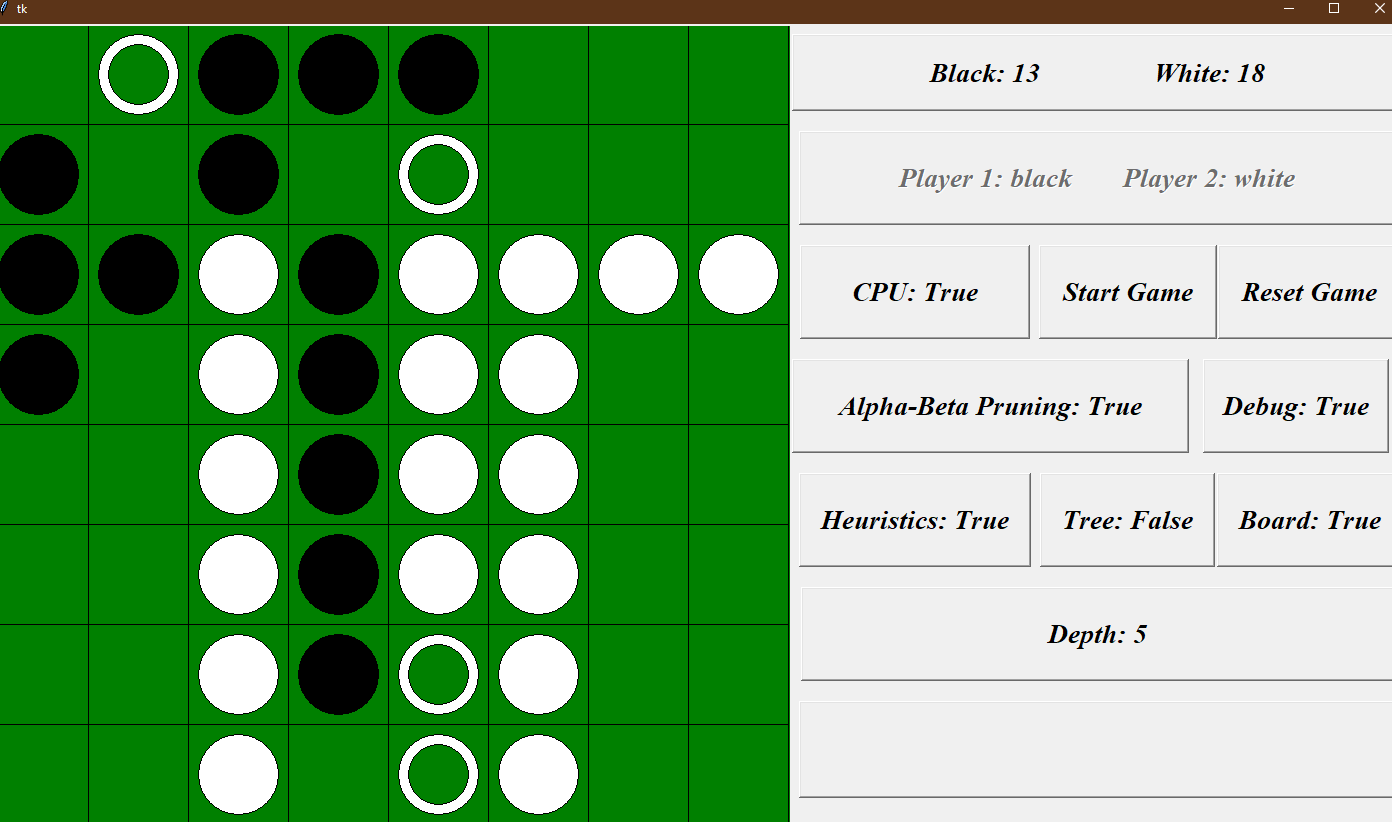 tk
Black: 13 White: 18
Player 1: black Player 2: white
CPU: True Start Game Reset Game
Alpha-Beta Pruning: True Debug: True
Heuristics: True Tree: False Board: True
Depth: 5